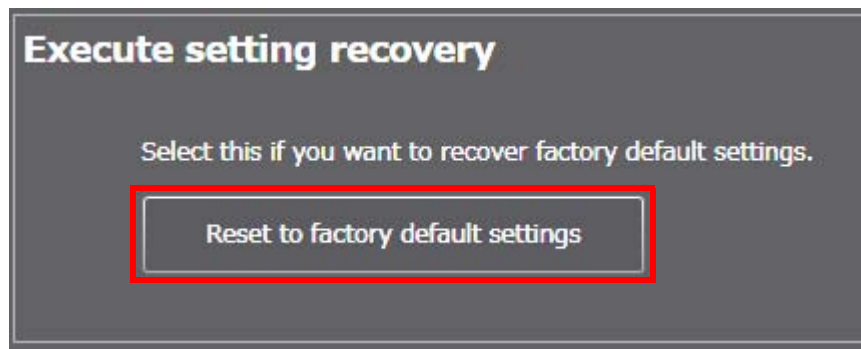 Execute setting recovery
Select this if you want to recover factory default settings.
Reset to factory default settings